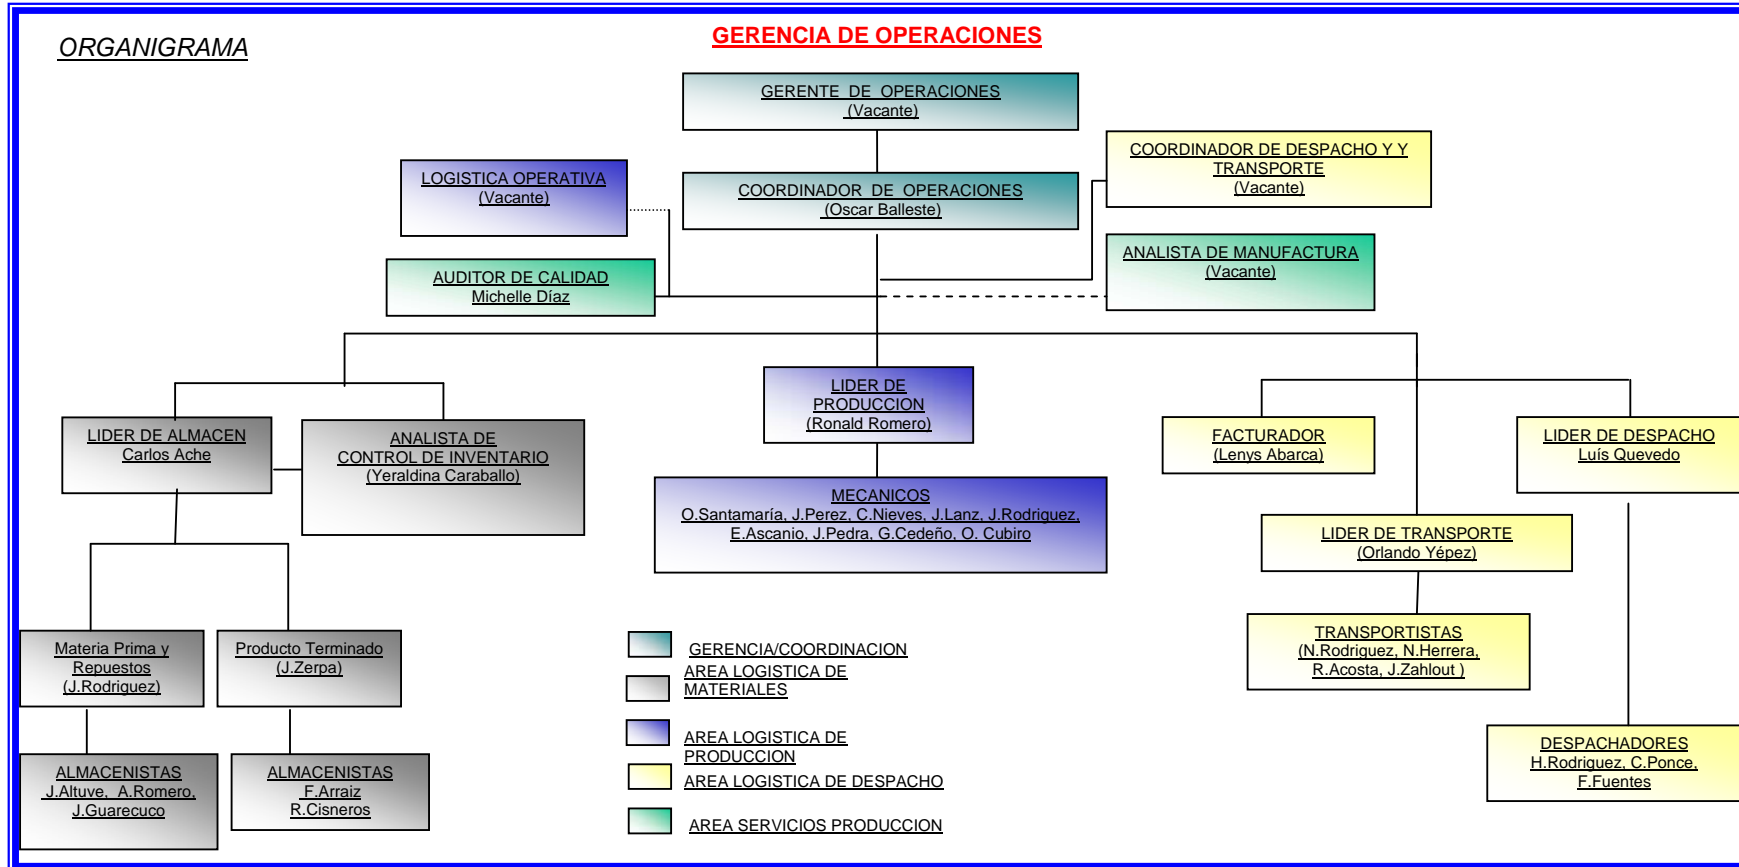 ORGANIGRAMA
GERENCIA DE OPERACIONES
GERENTE DE OPERACIONES
(Vacante)
COORDINADOR DE DESPACHO Y Y
TRANSPORTE
(Vacante)
LOGISTICA OPERATIVA
(Vacante)
COORDINADOR DE OPERACIONES
(Oscar Balleste)
ANALISTA DE MANUFACTURA
(Vacante)
AUDITOR DE CALIDAD
Michelle Díaz
LIDER DE ALMACEN
Carlos Ache
ANALISTA DE
CONTROL DE INVENTARIO
(Yeraldina Caraballo)
LIDER DE
PRODUCCION
(Ronald Romero)
FACTURADOR
(Lenys Abarca)
LIDER DE DESPACHO
Luís Quevedo
MECANICOS
O.Santamaría, J.Perez, C.Nieves, J.Lanz, J.Rodriguez,
E.Ascanio, J.Pedra, G.Cedeño, O. Cubiro
LIDER DE TRANSPORTE
(Orlando Yépez)
Materia Prima y
Repuestos
(J.Rodriguez)
Producto Terminado
(J.Zerpa)
TRANSPORTISTAS
(N.Rodriguez, N.Herrera,
R.Acosta, J.Zahlout )
ALMACENISTAS
J.Altuve, A.Romero,
J.Guarecuco
ALMACENISTAS
F.Arraiz
R.Cisneros
DESPACHADORES
H.Rodriguez, C.Ponce,
F.Fuentes
GERENCIA/COORDINACION
AREA LOGISTICA DE
MATERIALES
AREA LOGISTICA DE
PRODUCCION
AREA LOGISTICA DE DESPACHO
AREA SERVICIOS PRODUCCION